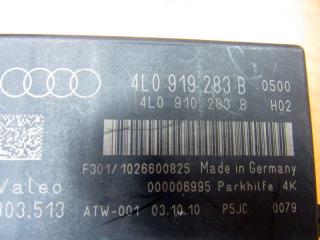 4L0 919 283 B 0500
4L0 910 283 B H02
F301/1026600825 Made in Germany
Valeo 000006995 Parkhilfe 4K
803.513 ATW-001 03.10.10 P5JC 0079